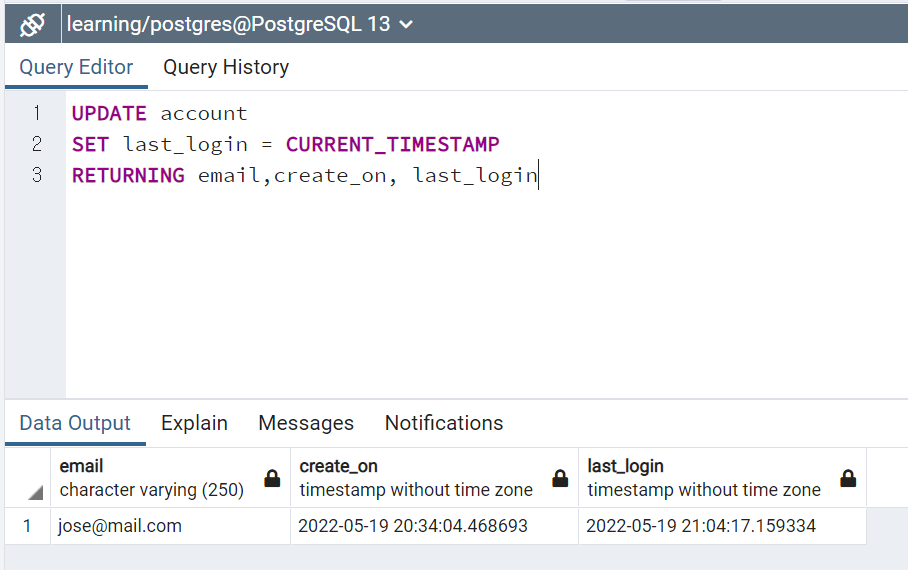 learning/postgres@PostgreSQL 13
Query Editor Query History
1 UPDATE account
2 SET last_login = CURRENT_TIMESTAMP
3 RETURNING email,create_on, last_login
Data Output Explain Messages Notifications
email create_on last_login
character varying (250) timestamp without time zone timestamp without time zone
1 jose@mail.com 2022-05-19 20:34:04.468693 2022-05-19 21:04:17.159334